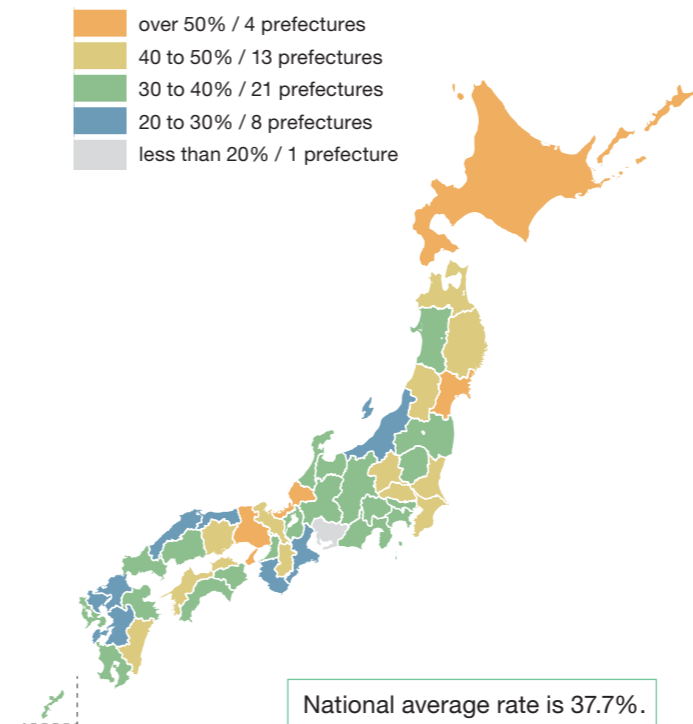 over 50% / 4 prefectures
40 to 50% / 13 prefectures
30 to 40% / 21 prefectures
20 to 30% / 8 prefectures
less than 20% / 1 prefecture
National average rate is 37.7%.